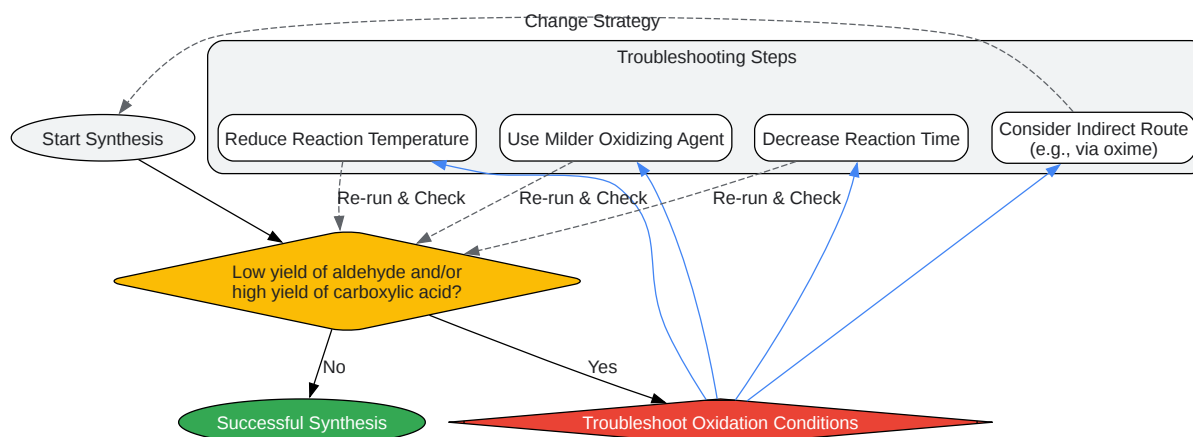 Change Strategy
Troubleshooting Steps
Start Synthesis
Reduce Reaction Temperature
Use Milder Oxidizing Agent
Decrease Reaction Time
Consider Indirect Route
(e.g., via oxime)
Re-run & Check
Re-run & Check
Re-run & Check
Low yield of aldehyde and/or
high yield of carboxylic acid?
No
Yes
Successful Synthesis
Troubleshoot Oxidation Conditions